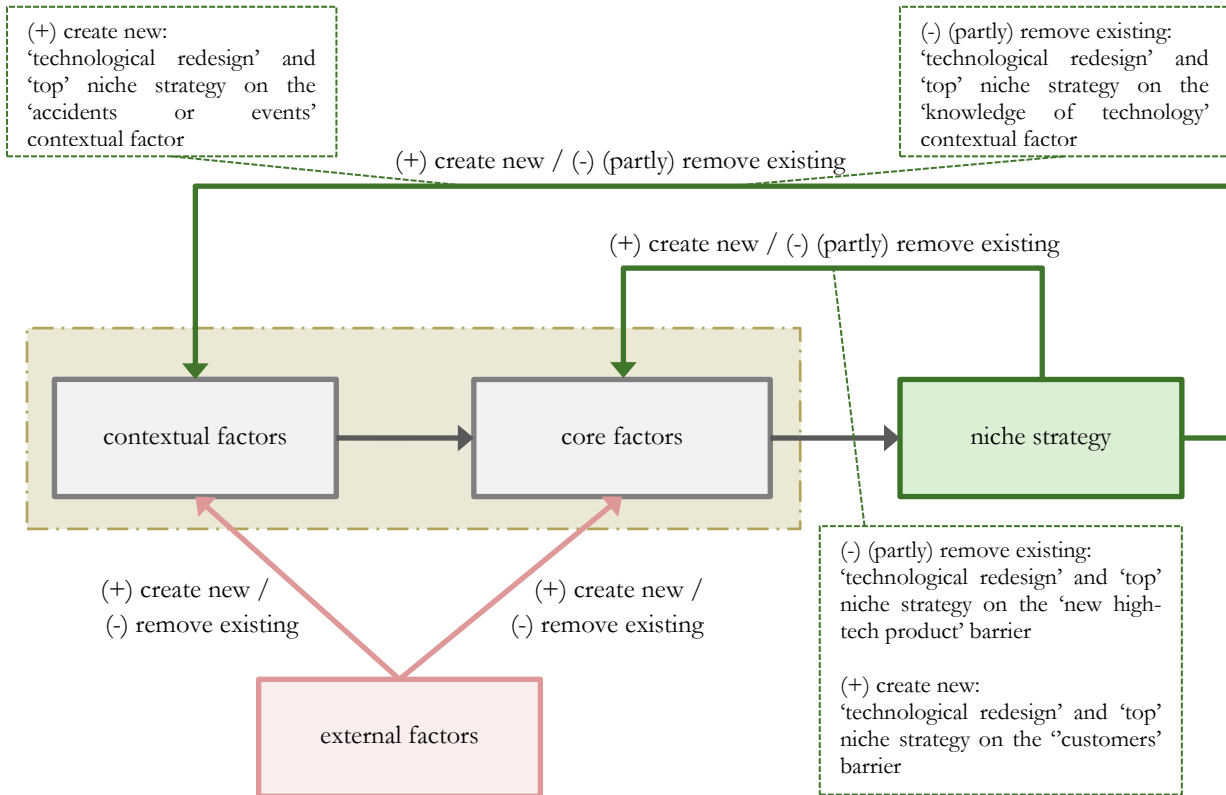 (+) create new:
‘technological redesign’ and
‘top’ niche strategy on the
‘accidents or events’
contextual factor
(-) (partly) remove existing:
‘technological redesign’ and
‘top’ niche strategy on the
‘knowledge of technology’
contextual factor
(+) create new / (-) (partly) remove existing
(+) create new / (-) (partly) remove existing
contextual factors
core factors
niche strategy
(+) create new /
(-) remove existing
(+) create new /
(-) remove existing
external factors
(-) (partly) remove existing:
‘technological redesign’ and ‘top’
niche strategy on the ‘new high-
tech product’ barrier
(+) create new:
‘technological redesign’ and ‘top’
niche strategy on the ‘’customers’
barrier